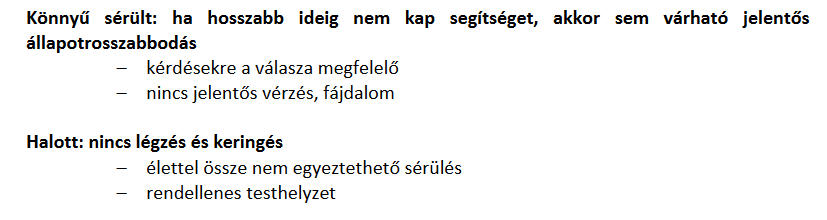 Könnyű sérült: ha hosszabb ideig nem kap segítséget, akkor sem várható jelentős
állapotrosszabbodás
– kérdésekre a válasza megfelelő
– nincs jelentős vérzés, fájdalom
Halott: nincs légzés és keringés
– élettel össze nem egyeztethető sérülés
– rendellenes testhelyzet